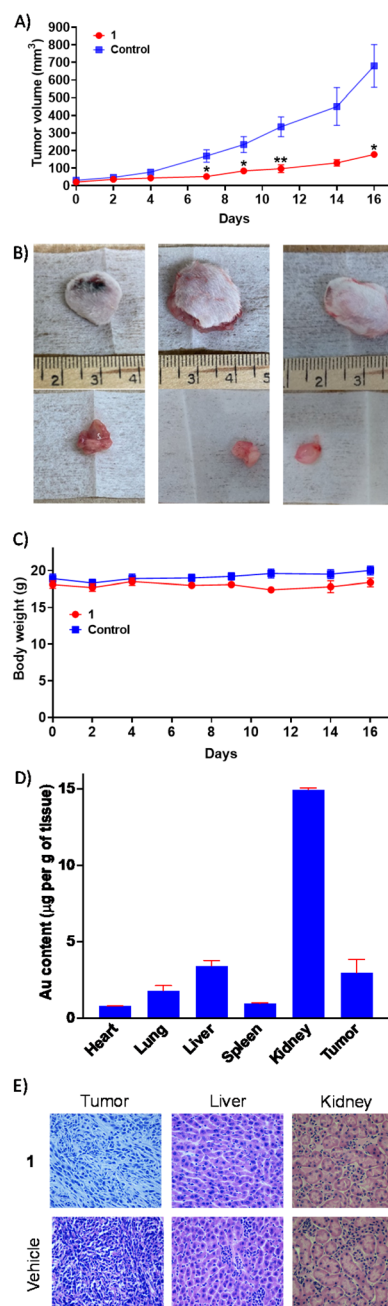 A)
1
Control
Tumor volume (mm³)
900
800
700
600
500
400
300
200
100
0
* * ** *
0 2 4 6 8 10 12 14 16
Days
B)
2 3 4
3 4 5
2 3
C)
Body weight (g)
20
15
10
5
0
1
Control
0 2 4 6 8 10 12 14 16
Days
D)
Au content (µg per g of tissue)
15
10
5
0
Heart Lung Liver Spleen Kidney Tumor
E)
Tumor Liver Kidney
1
Vehicle